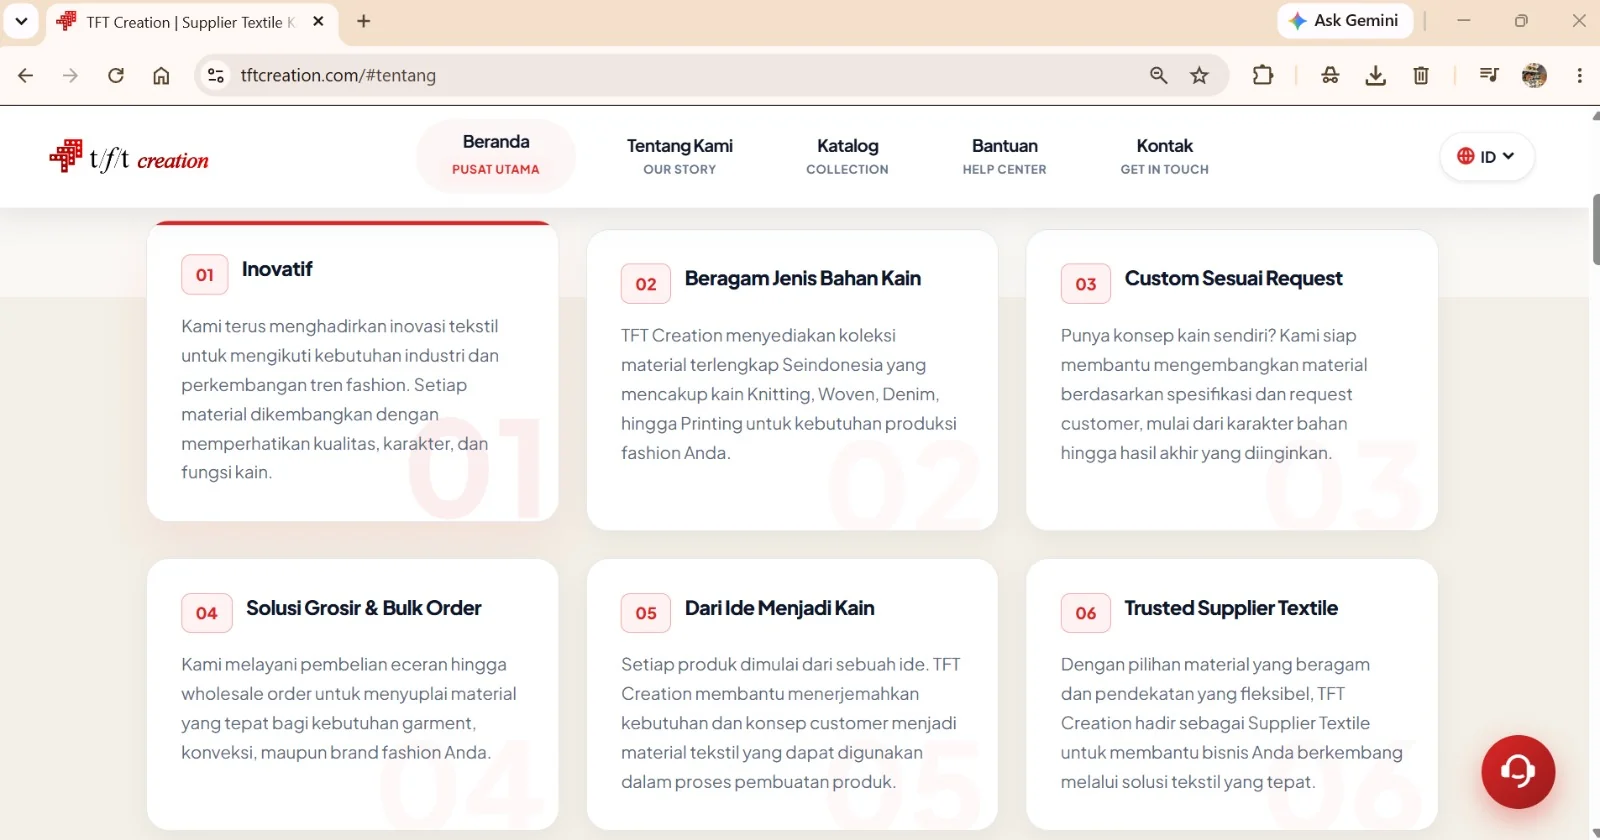 TFT Creation | Supplier Textile K
Ask Gemini
tftcreation.com/#tentang
t/f/t creation
Beranda
PUSAT UTAMA
Tentang Kami
OUR STORY
Katalog
COLLECTION
Bantuan
HELP CENTER
Kontak
GET IN TOUCH
ID
01 Inovatif
Kami terus menghadirkan inovasi tekstil
untuk mengikuti kebutuhan industri dan
perkembangan tren fashion. Setiap
material dikembangkan dengan
memperhatikan kualitas, karakter, dan
fungsi kain.
01
02 Beragam Jenis Bahan Kain
TFT Creation menyediakan koleksi
material terlengkap Seindonesia yang
mencakup kain Knitting, Woven, Denim,
hingga Printing untuk kebutuhan produksi
fashion Anda.
02
03 Custom Sesuai Request
Punya konsep kain sendiri? Kami siap
membantu mengembangkan material
berdasarkan spesifikasi dan request
customer, mulai dari karakter bahan
hingga hasil akhir yang diinginkan.
03
04 Solusi Grosir & Bulk Order
Kami melayani pembelian eceran hingga
wholesale order untuk menyuplai material
yang tepat bagi kebutuhan garment,
konveksi, maupun brand fashion Anda.
04
05 Dari Ide Menjadi Kain
Setiap produk dimulai dari sebuah ide. TFT
Creation membantu menerjemahkan
kebutuhan dan konsep customer menjadi
material tekstil yang dapat digunakan
dalam proses pembuatan produk.
05
06 Trusted Supplier Textile
Dengan pilihan material yang beragam
dan pendekatan yang fleksibel, TFT
Creation hadir sebagai Supplier Textile
untuk membantu bisnis Anda berkembang
melalui solusi tekstil yang tepat.
06